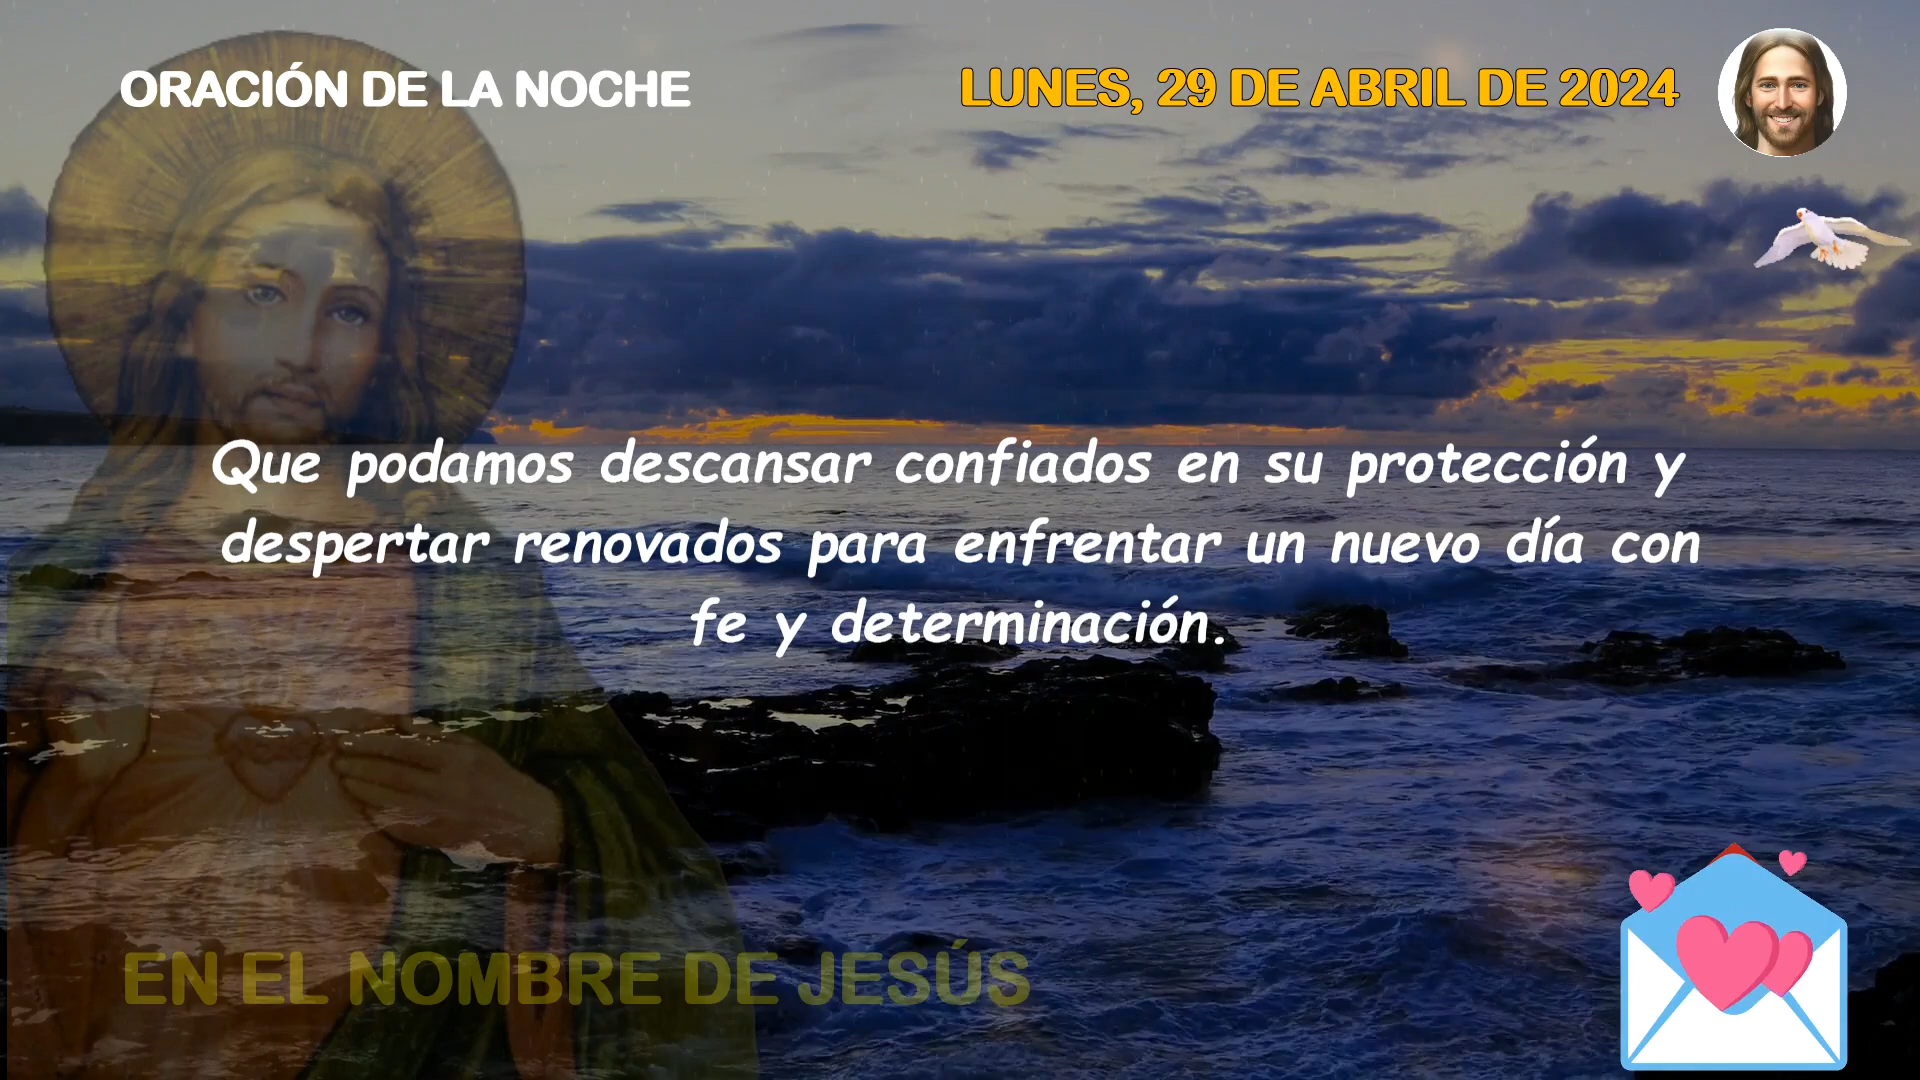 ORACIÓN DE LA NOCHE
LUNES, 29 DE ABRIL DE 2024
Que podamos descansar confiados en su protección y
despertar renovados para enfrentar un nuevo día con
fe y determinación.
EN EL NOMBRE DE JESÚS